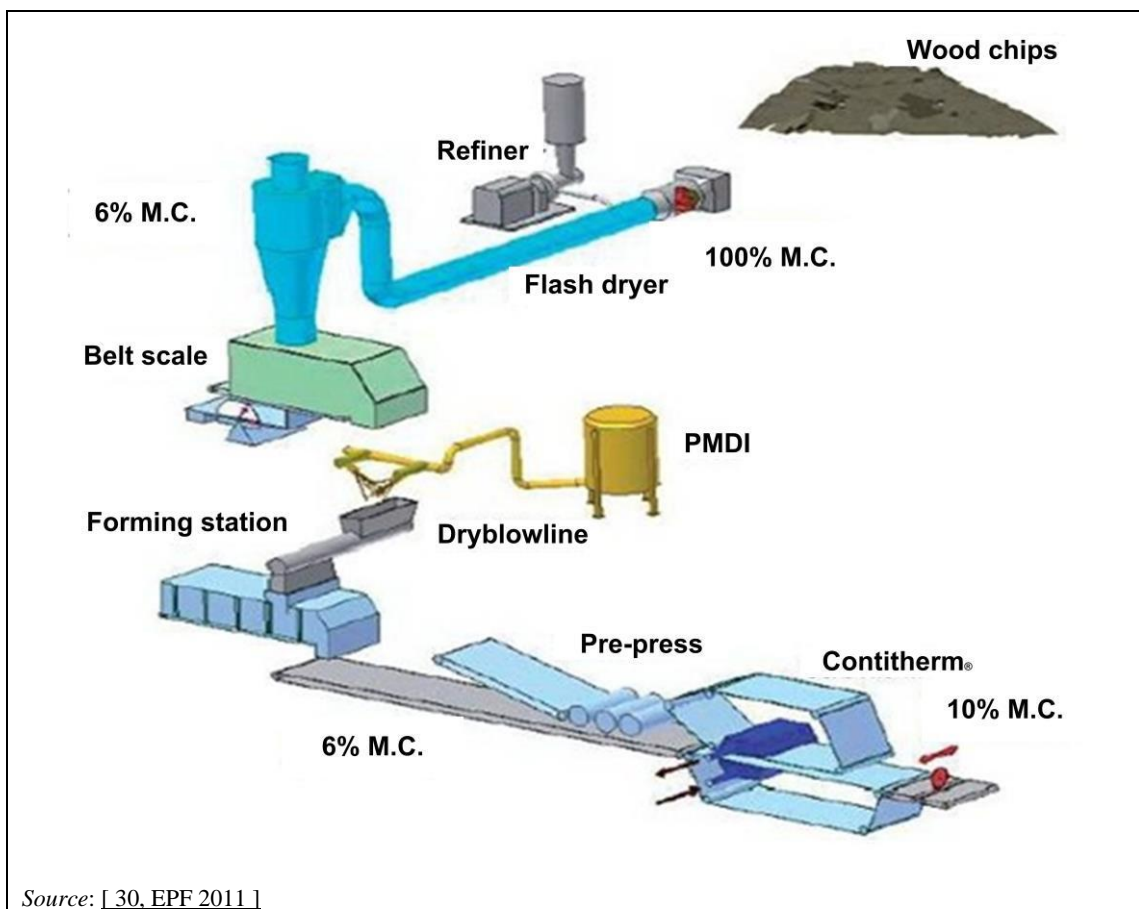 Wood chips
Refiner
6% M.C.
100% M.C.
Flash dryer
Belt scale
PMDI
Forming station
Dryblowline
Pre-press
Contitherm®
10% M.C.
6% M.C.
Source: [ 30, EPF 2011 ]